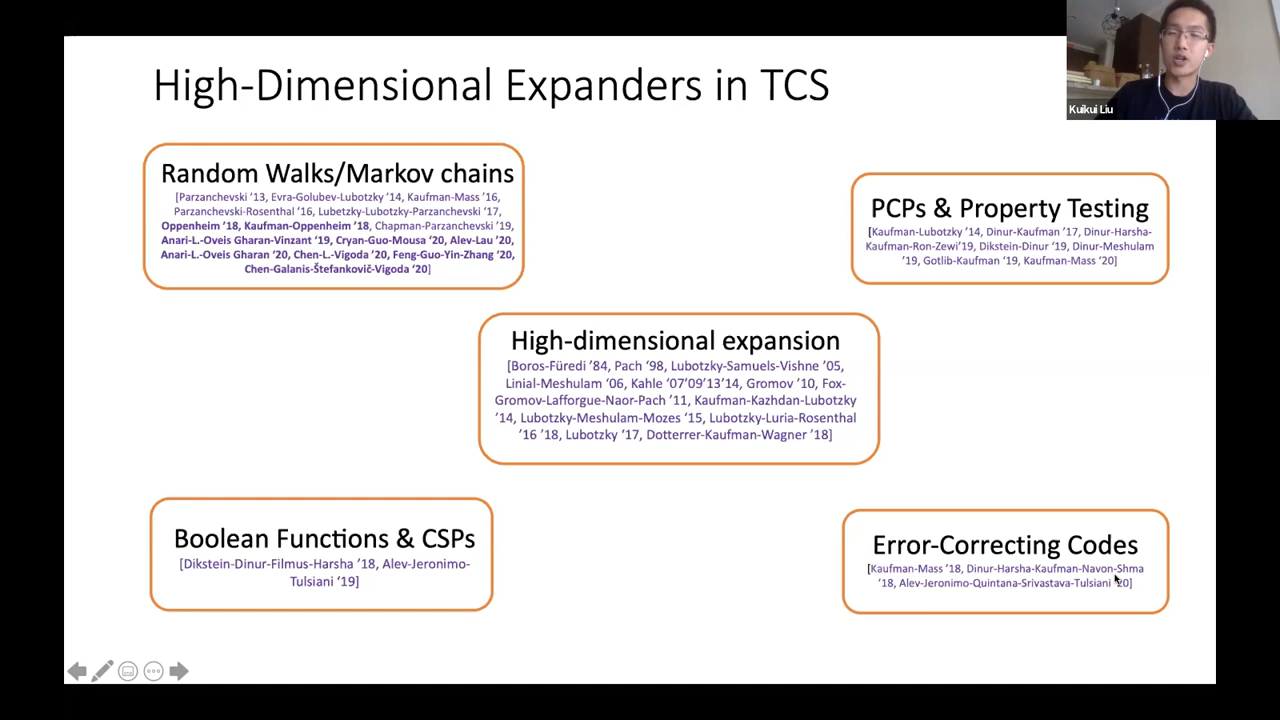 High-Dimensional Expanders in TCS
Kuikui Liu
Random Walks/Markov chains
[Parzanchevski '13, Evra-Golubev-Lubotzky '14, Kaufman-Mass '16,
Parzanchevski-Rosenthal '16, Lubetzky-Lubotzky-Parzanchevski '17,
Oppenheim '18, Kaufman-Oppenheim '18, Chapman-Parzanchevski '19,
Anari-L.-Oveis Gharan-Vinzant '19, Cryan-Guo-Mousa '20, Alev-Lau '20,
Anari-L.-Oveis Gharan '20, Chen-L.-Vigoda '20, Feng-Guo-Yin-Zhang '20,
Chen-Galanis-Štefankovič-Vigoda '20]
PCPs & Property Testing
[Kaufman-Lubotzky '14, Dinur-Kaufman '17, Dinur-Harsha-
Kaufman-Ron-Zewi'19, Dikstein-Dinur '19, Dinur-Meshulam
'19, Gotlib-Kaufman '19, Kaufman-Mass '20]
High-dimensional expansion
[Boros-Füredi '84, Pach '98, Lubotzky-Samuels-Vishne '05,
Linial-Meshulam '06, Kahle '07'09'13'14, Gromov '10, Fox-
Gromov-Lafforgue-Naor-Pach '11, Kaufman-Kazhdan-Lubotzky
'14, Lubotzky-Meshulam-Mozes '15, Lubotzky-Luria-Rosenthal
'16 '18, Lubotzky '17, Dotterrer-Kaufman-Wagner '18]
Boolean Functions & CSPs
[Dikstein-Dinur-Filmus-Harsha '18, Alev-Jeronimo-
Tulsiani '19]
Error-Correcting Codes
[Kaufman-Mass '18, Dinur-Harsha-Kaufman-Navon-Shma
'18, Alev-Jeronimo-Quintana-Srivastava-Tulsiani '20]